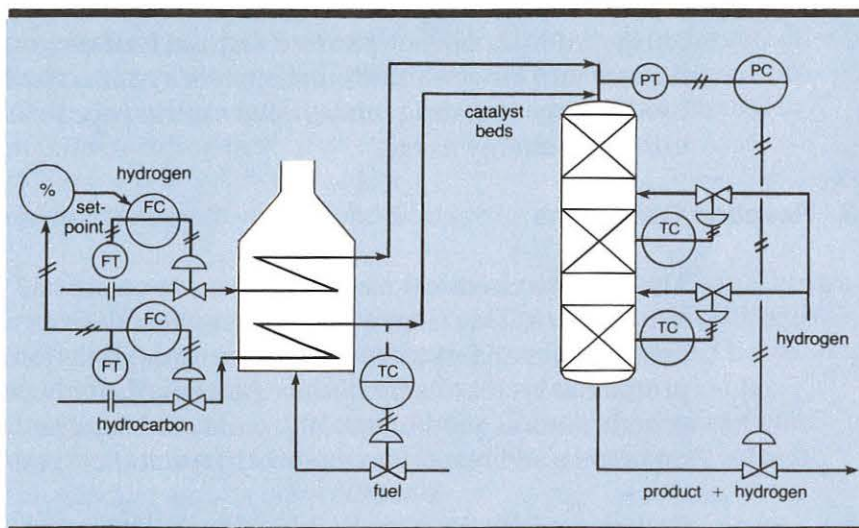 PT
PC
catalyst
beds
hydrogen
%
set-
point
FC
FT
TC
FC
FT
TC
TC
hydrogen
hydrocarbon
fuel
product + hydrogen